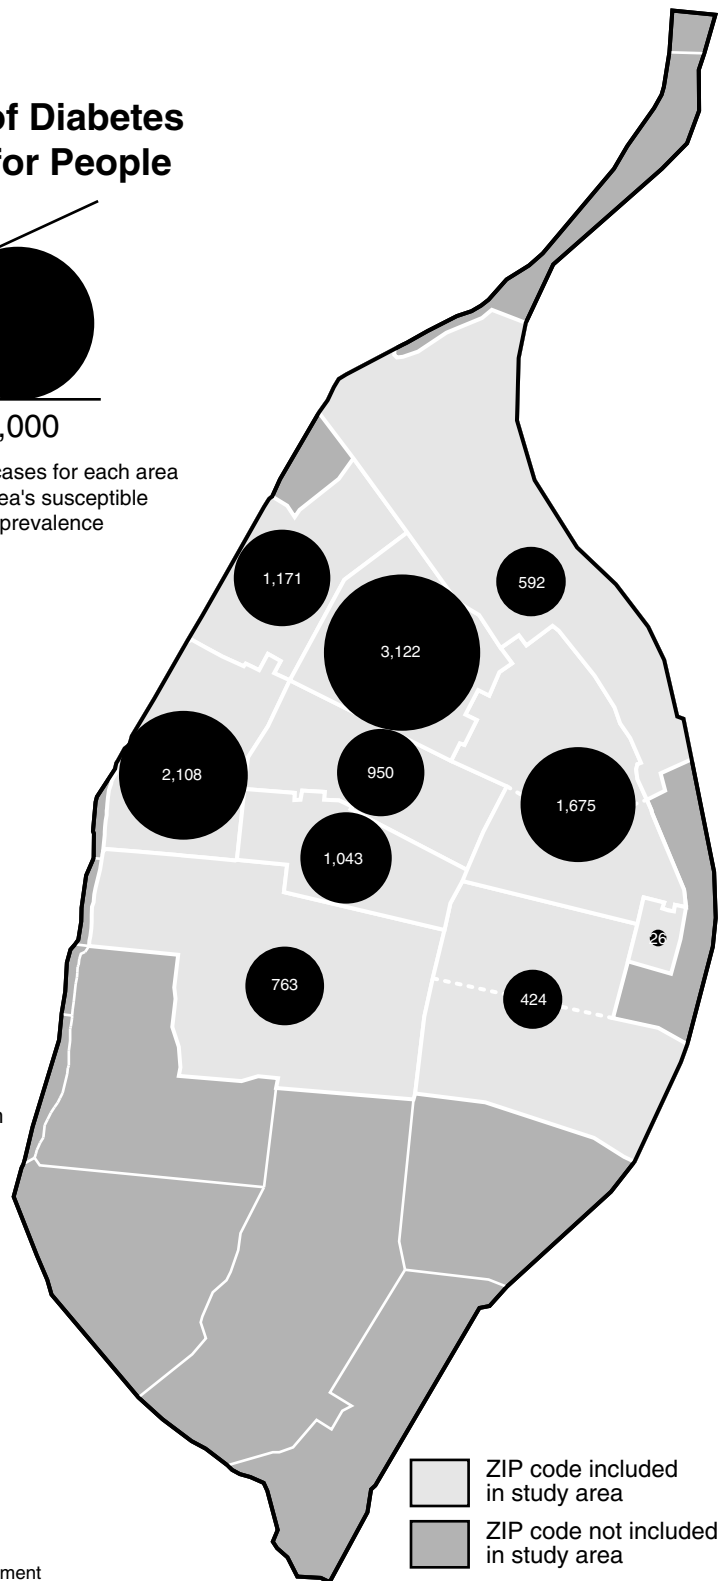 of Diabetes
for People
,000
cases for each area
ea's susceptible
prevalence
1,171
592
3,122
2,108
950
1,675
1,043
26
763
424
n
ZIP code included
in study area
ZIP code not included
in study area
ment